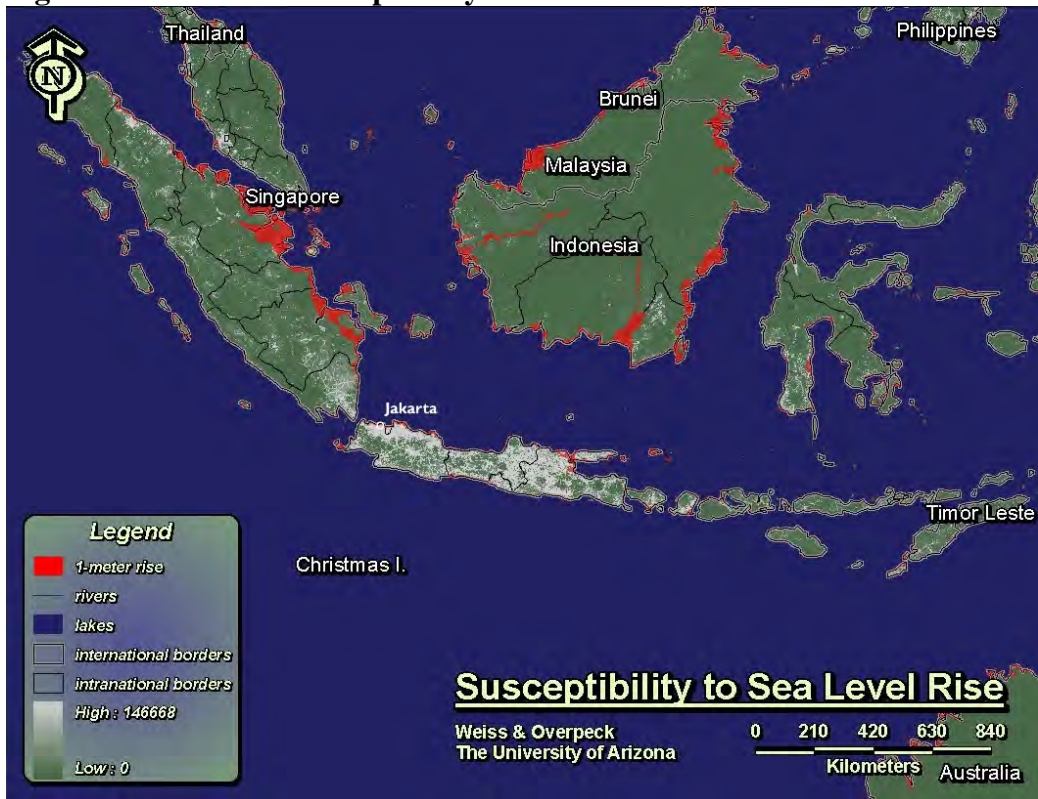 Thailand
Philippines
N
Brunei
Malaysia
Singapore
Indonesia
Jakarta
Timor Leste
Christmas I.
Legend
1-meter rise
rivers
lakes
international borders
intranational borders
High : 146668
Low : 0
Susceptibility to Sea Level Rise
Weiss & Overpeck
The University of Arizona
0 210 420 630 840
Kilometers
Australia